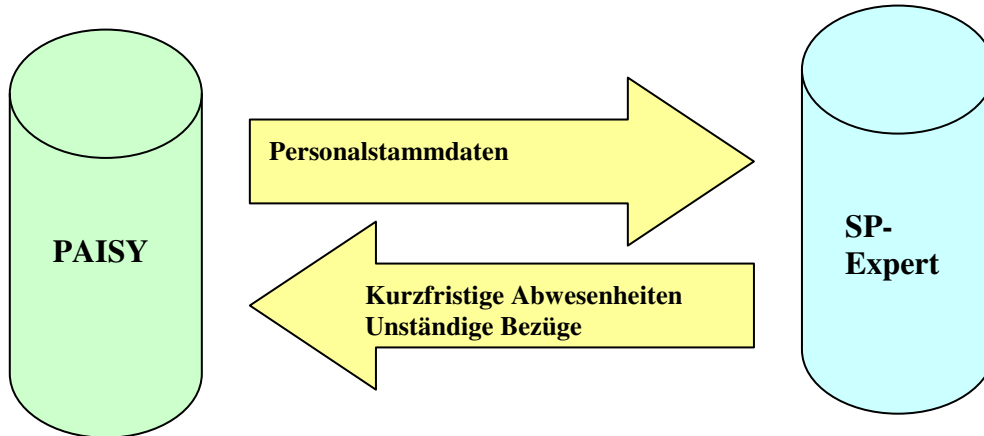 Personalstammdaten
PAISY
SP-
Expert
Kurzfristige Abwesenheiten
Unständige Bezüge